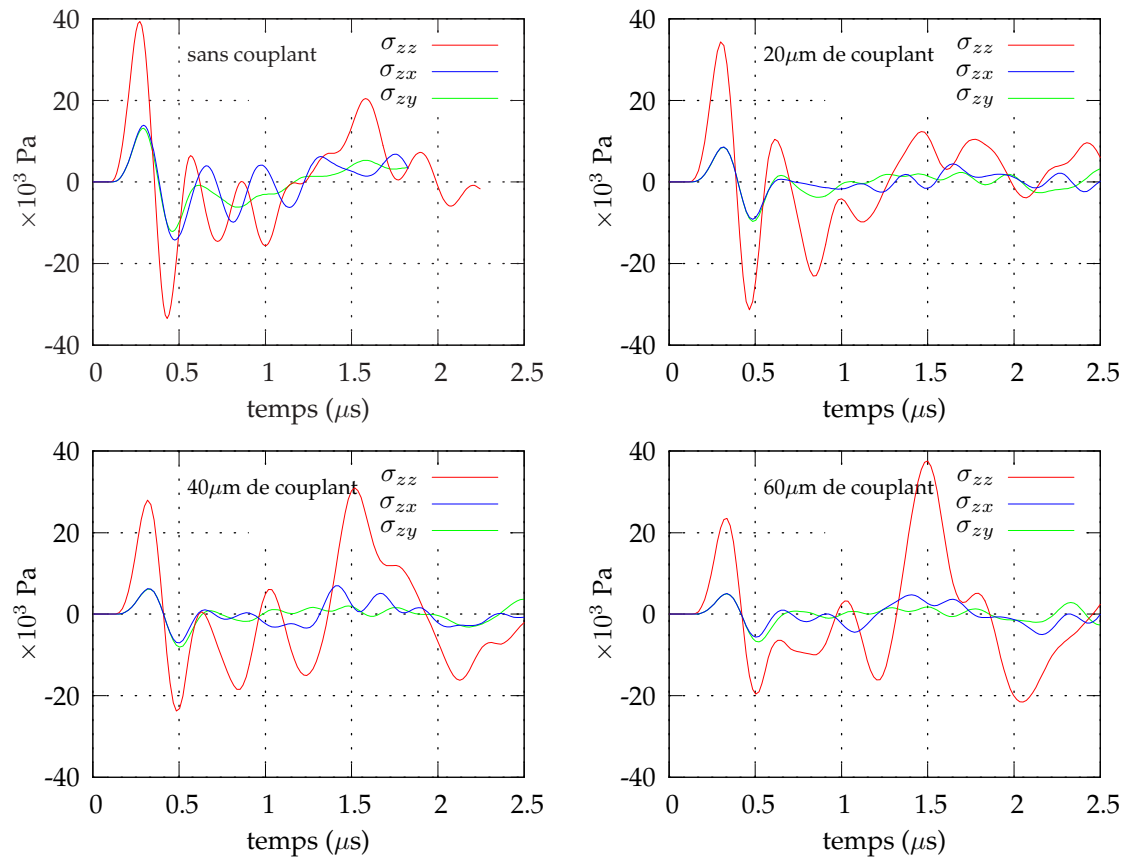 40
20
0
-20
-40
×10³ Pa
sans couplant
σzz
σzx
σzy
0 0.5 1 1.5 2 2.5
temps (μs)
40
20
0
-20
-40
×10³ Pa
20μm de couplant
σzz
σzx
σzy
0 0.5 1 1.5 2 2.5
temps (μs)
40
20
0
-20
-40
×10³ Pa
40μm de couplant
σzz
σzx
σzy
0 0.5 1 1.5 2 2.5
temps (μs)
40
20
0
-20
-40
×10³ Pa
60μm de couplant
σzz
σzx
σzy
0 0.5 1 1.5 2 2.5
temps (μs)